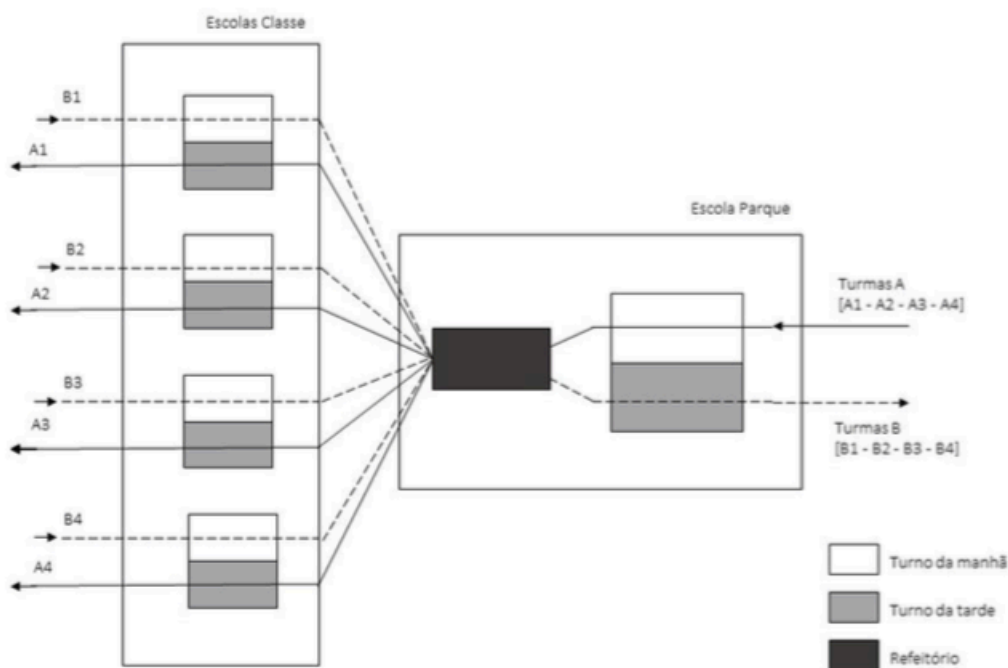 Escolas Classe
B1
A1
B2
A2
B3
A3
B4
A4
Escola Parque
Turmas A
[A1 - A2 - A3 - A4]
Turmas B
[B1 - B2 - B3 - B4]
Turno da manhã
Turno da tarde
Refeitório